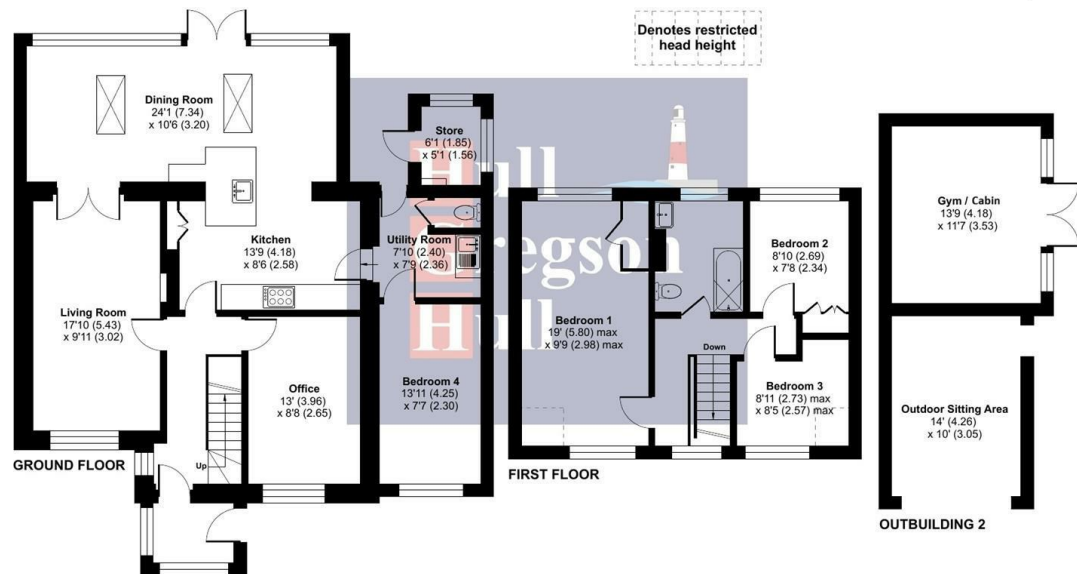 Denotes restricted
head height
Dining Room
24'1 (7.34)
x 10'6 (3.20)
Store
6'1 (1.85)
x 5'1 (1.56)
Hull
Gregson
Hull
Kitchen
13'9 (4.18)
x 8'6 (2.58)
Utility Room
7'10 (2.40)
x 7'9 (2.36)
Living Room
17'10 (5.43)
x 9'11 (3.02)
Office
13' (3.96)
x 8'8 (2.65)
Bedroom 4
13'11 (4.25)
x 7'7 (2.30)
Up
GROUND FLOOR
Bedroom 1
19' (5.80) max
x 9'9 (2.98) max
Bedroom 2
8'10 (2.69)
x 7'8 (2.34)
Down
Bedroom 3
8'11 (2.73) max
x 8'5 (2.57) max
FIRST FLOOR
Gym / Cabin
13'9 (4.18)
x 11'7 (3.53)
Outdoor Sitting Area
14' (4.26)
x 10' (3.05)
OUTBUILDING 2